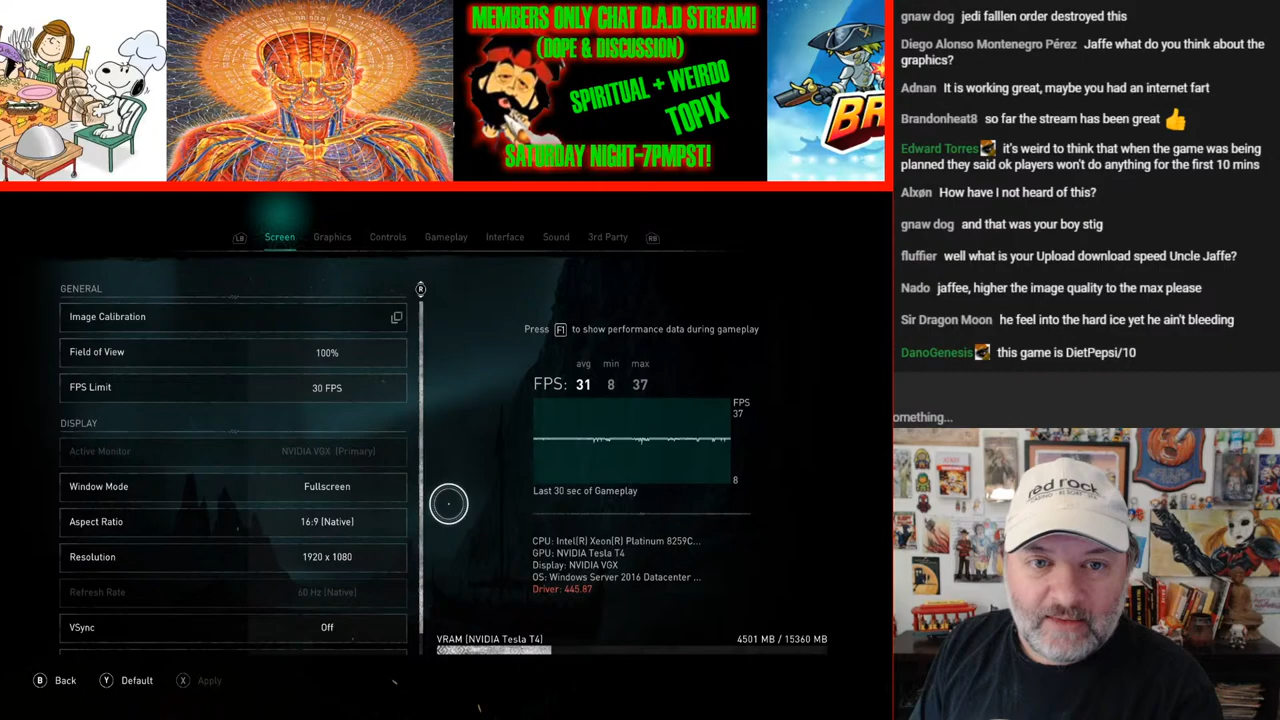 MEMBERS ONLY CHAT D.A.D STREAM!
(DOPE & DISCUSSION)
SPIRITUAL + WEIRDO
TOPIX
SATURDAY NIGHT-7PMPST!
BR
LB
Screen
Graphics
Controls
Gameplay
Interface
Sound
3rd Party
RB
GENERAL
R
Image Calibration
Field of View 100%
FPS Limit 30 FPS
DISPLAY
Active Monitor NVIDIA VGX (Primary)
Window Mode Fullscreen
Aspect Ratio 16:9 (Native)
Resolution 1920 x 1080
Refresh Rate 60 Hz (Native)
VSync Off
Press F1 to show performance data during gameplay
avg min max
FPS: 31 8 37
FPS
37
8
Last 30 sec of Gameplay
CPU: Intel(R) Xeon(R) Platinum 8259C...
GPU: NVIDIA Tesla T4
Display: NVIDIA VGX
OS: Windows Server 2016 Datacenter ...
Driver: 445.87
VRAM (NVIDIA Tesla T4) 4501 MB / 15360 MB
B Back
Y Default
X Apply
gnaw dog jedi falllen order destroyed this
Diego Alonso Montenegro Pérez Jaffe what do you think about the
graphics?
Adnan It is working great, maybe you had an internet fart
Brandonheat8 so far the stream has been great 👍
Edward Torres it's weird to think that when the game was being
planned they said ok players won't do anything for the first 10 mins
Alxøn How have I not heard of this?
gnaw dog and that was your boy stig
fluffier well what is your Upload download speed Uncle Jaffe?
Nado jaffee, higher the image quality to the max please
Sir Dragon Moon he feel into the hard ice yet he ain't bleeding
DanoGenesis this game is DietPepsi/10
omething...
red rock
CASINO · RESORT · SPA